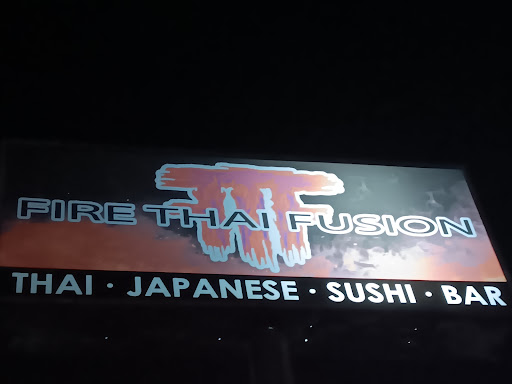 FIRE THAI FUSION
THAI · JAPANESE · SUSHI · BAR